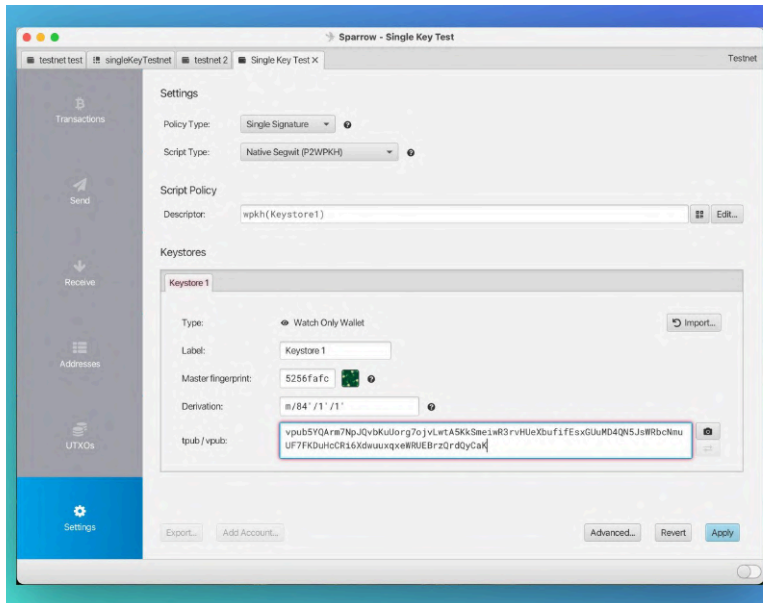 Sparrow - Single Key Test
testnet test
singleKeyTestnet
testnet 2
Single Key Test
Testnet
Transactions
Send
Receive
Addresses
UTXOs
Settings
Settings
Policy Type: Single Signature
Script Type: Native Segwit (P2WPKH)
Script Policy
Descriptor: wpkh(Keystore1) Edit...
Keystores
Keystore 1
Type: Watch Only Wallet Import...
Label: Keystore 1
Master fingerprint: 5256fafc
Derivation: m/84'/1'/1'
tpub / vpub: vpub5YQArm7NpJQvbKuUorg7ojvLwtA5KkSmeiwR3rvHUeXbufifEsxGUuMD4QN5JsWRbcNmu
UF7FKDuHcCRi6XdwuuxqxeWRUEBrzQrdQyCaK
Export... Add Account... Advanced... Revert Apply